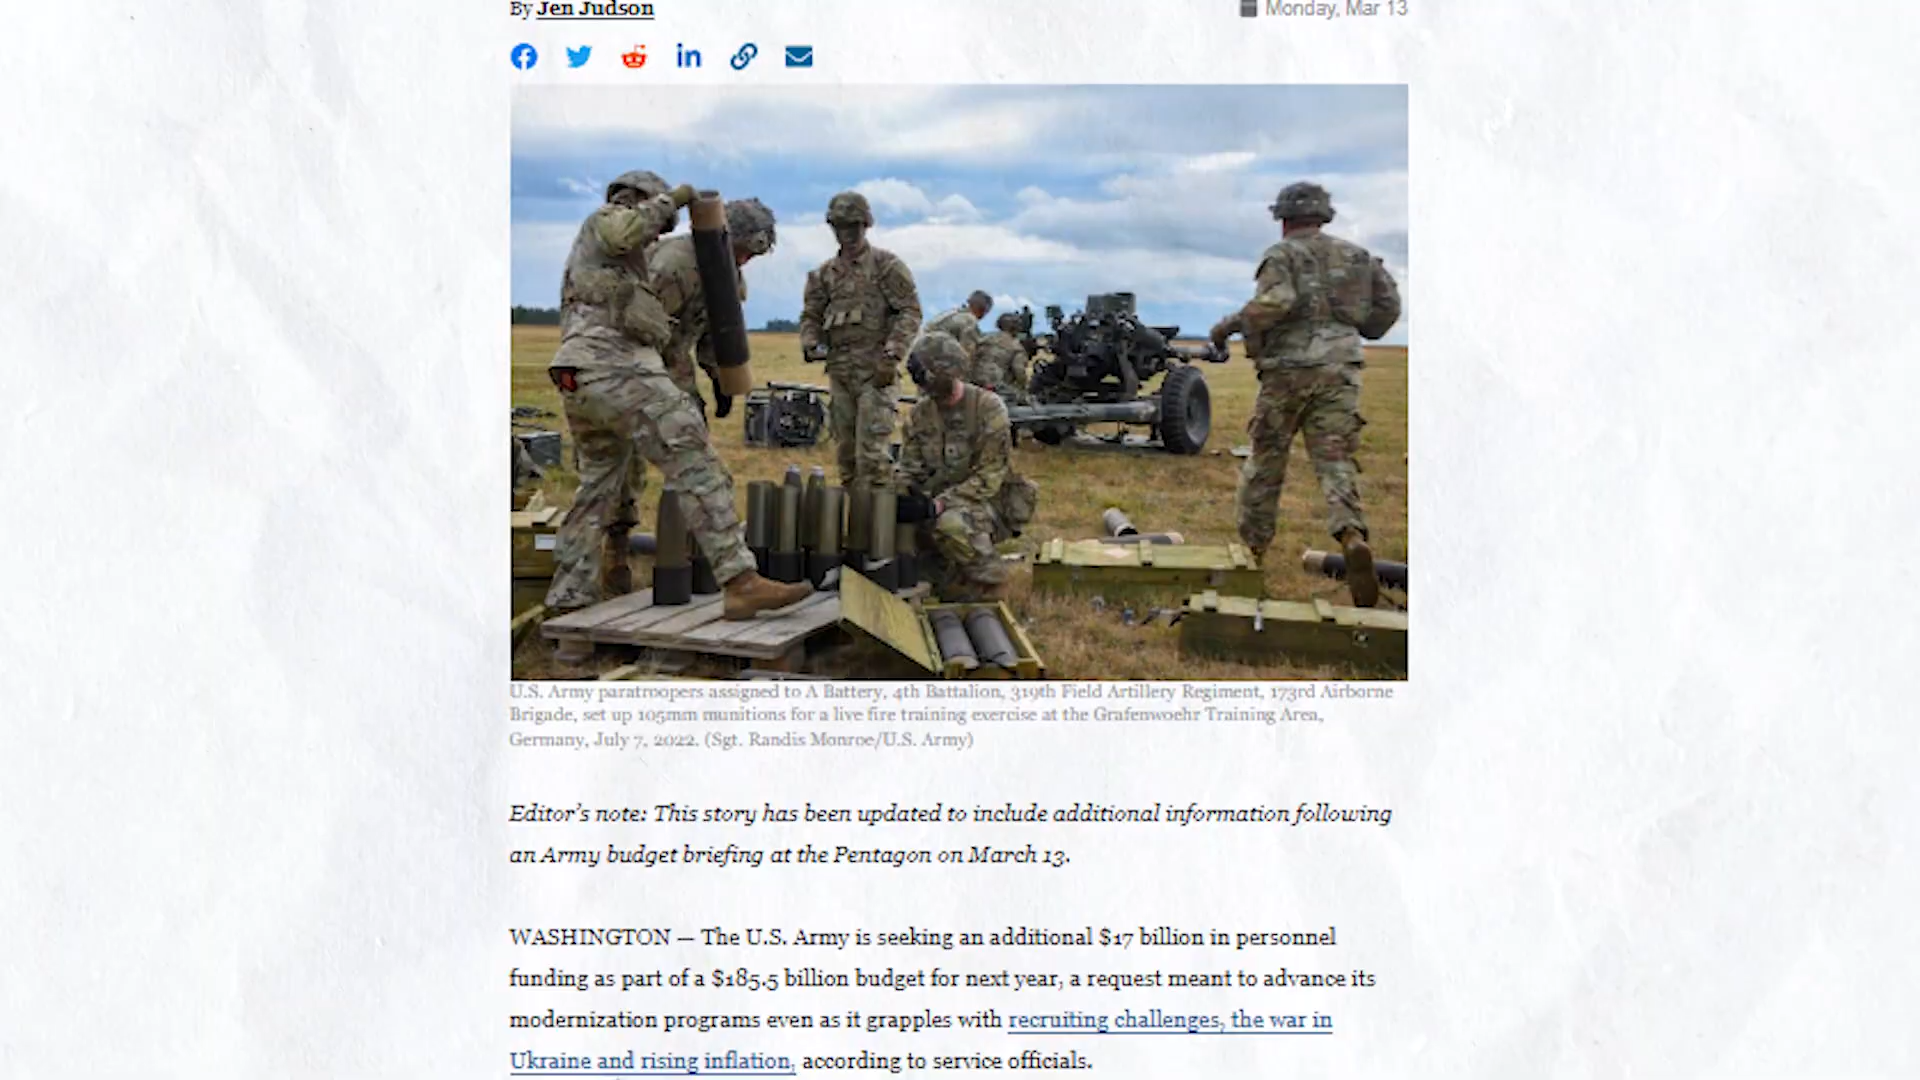 By Jen Judson
Monday, Mar 13
U.S. Army paratroopers assigned to A Battery, 4th Battalion, 319th Field Artillery Regiment, 173rd Airborne
Brigade, set up 105mm munitions for a live fire training exercise at the Grafenwoehr Training Area,
Germany, July 7, 2022. (Sgt. Randis Monroe/U.S. Army)
Editor's note: This story has been updated to include additional information following
an Army budget briefing at the Pentagon on March 13.
WASHINGTON — The U.S. Army is seeking an additional $17 billion in personnel
funding as part of a $185.5 billion budget for next year, a request meant to advance its
modernization programs even as it grapples with recruiting challenges, the war in
Ukraine and rising inflation, according to service officials.